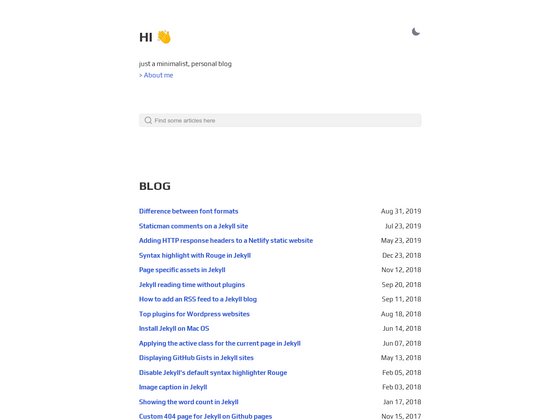 HI 👋
just a minimalist, personal blog
> About me
Find some articles here
BLOG
Difference between font formats Aug 31, 2019
Staticman comments on a Jekyll site Jul 23, 2019
Adding HTTP response headers to a Netlify static website May 23, 2019
Syntax highlight with Rouge in Jekyll Dec 23, 2018
Page specific assets in Jekyll Nov 12, 2018
Jekyll reading time without plugins Sep 20, 2018
How to add an RSS feed to a Jekyll blog Sep 11, 2018
Top plugins for Wordpress websites Aug 18, 2018
Install Jekyll on Mac OS Jun 14, 2018
Applying the active class for the current page in Jekyll Jun 07, 2018
Displaying GitHub Gists in Jekyll sites May 13, 2018
Disable Jekyll's default syntax highlighter Rouge Feb 05, 2018
Image caption in Jekyll Feb 03, 2018
Showing the word count in Jekyll Jan 17, 2018
Custom 404 page for Jekyll on Github pages Nov 15, 2017